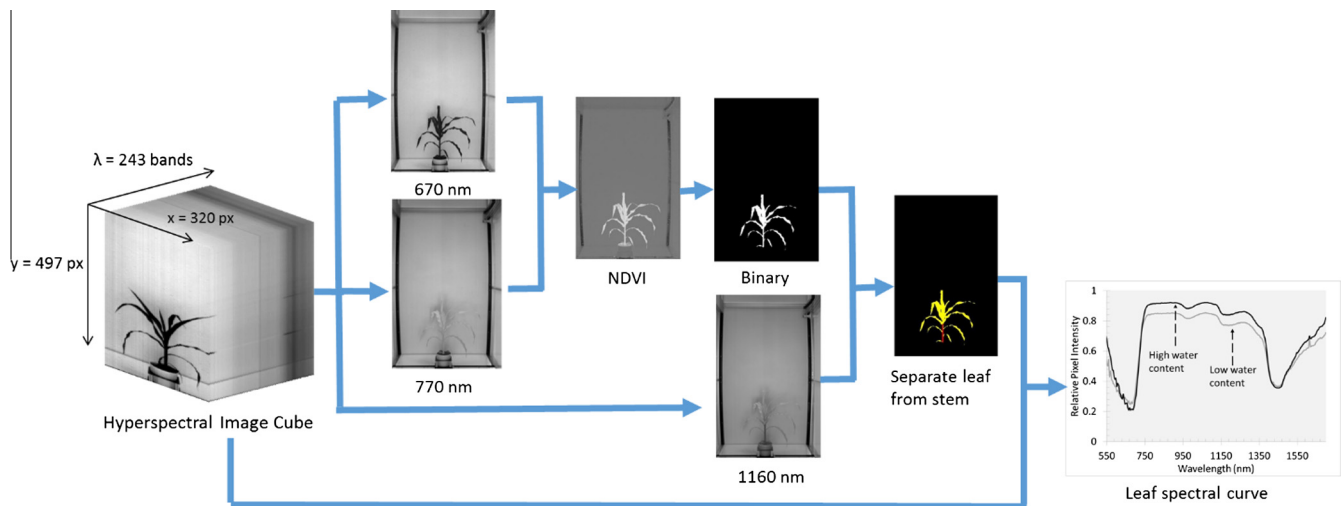 λ = 243 bands
x = 320 px
y = 497 px
Hyperspectral Image Cube
670 nm
770 nm
NDVI
Binary
1160 nm
Separate leaf
from stem
1
0.8
0.6
0.4
0.2
0
Relative Pixel Intensity
High water
content
Low water
content
550
750
950
1150
1350
1550
Wavelength (nm)
Leaf spectral curve